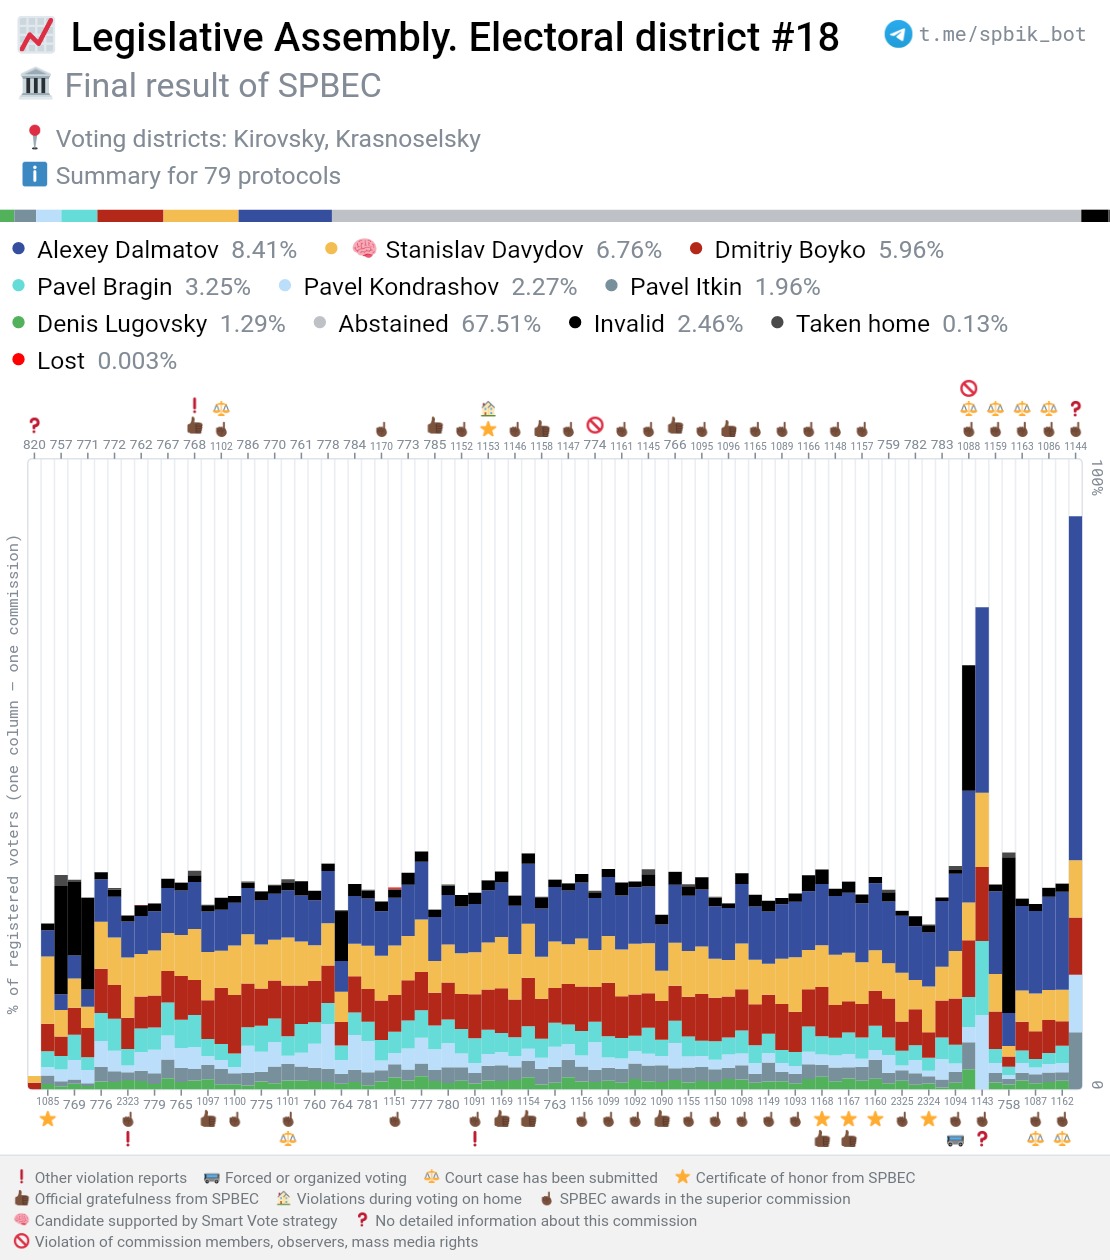 Legislative Assembly. Electoral district #18 t.me/spbik_bot
Final result of SPBEC
Voting districts: Kirovsky, Krasnoselsky
Summary for 79 protocols
Alexey Dalmatov 8.41% Stanislav Davydov 6.76% Dmitriy Boyko 5.96%
Pavel Bragin 3.25% Pavel Kondrashov 2.27% Pavel Itkin 1.96%
Denis Lugovsky 1.29% Abstained 67.51% Invalid 2.46% Taken home 0.13%
Lost 0.003%
820 757 771 772 762 767 768 1102 786 770 761 778 784 1170 773 785 1152 1153 1146 1158 1147 774 1161 1145 766 1095 1096 1165 1089 1166 1148 1157 759 782 783 1088 1159 1163 1086 1144
100%
% of registered voters (one column – one commission)
0
1085 769 776 2323 779 765 1097 1100 775 1101 760 764 781 1151 777 780 1091 1169 1154 763 1156 1099 1092 1090 1155 1150 1098 1149 1093 1168 1167 1160 2325 2324 1094 1143 758 1087 1162
Other violation reports Forced or organized voting Court case has been submitted Certificate of honor from SPBEC
Official gratefulness from SPBEC Violations during voting on home SPBEC awards in the superior commission
Candidate supported by Smart Vote strategy No detailed information about this commission
Violation of commission members, observers, mass media rights